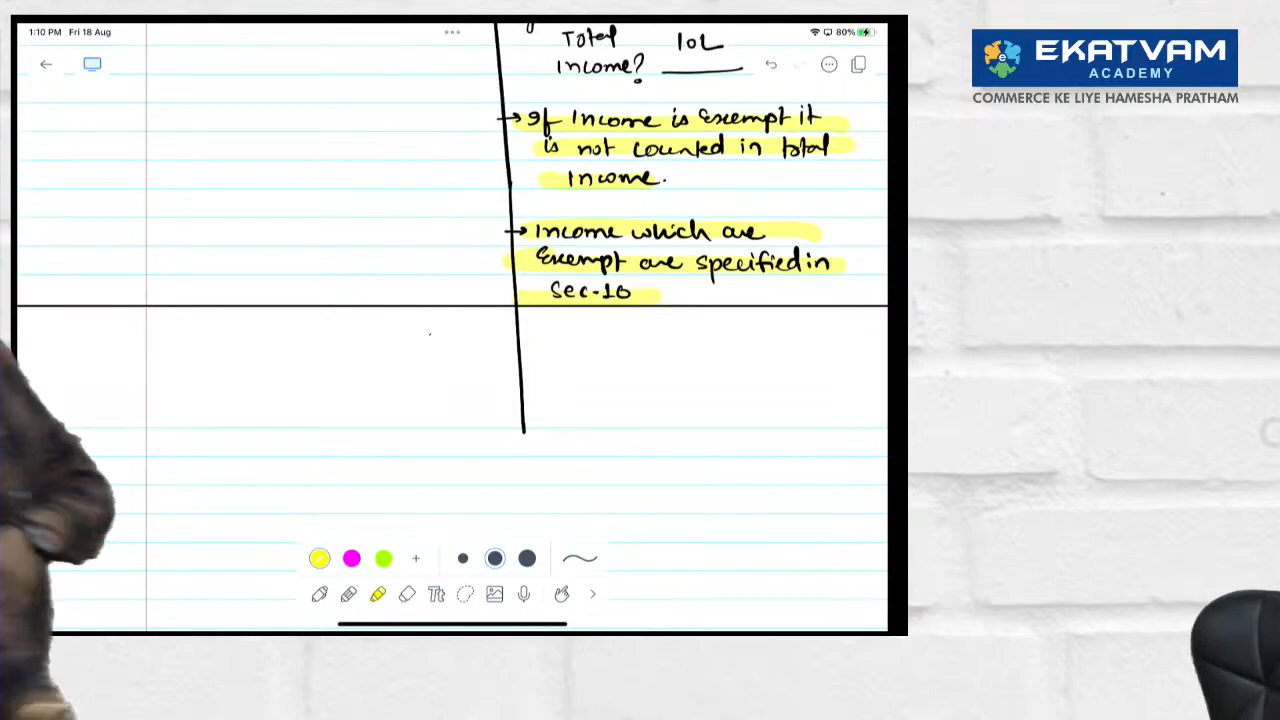 1:10 PM Fri 18 Aug
80%
EKATVAM
ACADEMY
COMMERCE KE LIYE HAMESHA PRATHAM
Total 10L
Income?
→ If Income is Exempt it
is not counted in total
Income.
→ Income which are
Exempt are specified in
Sec-10
Tt